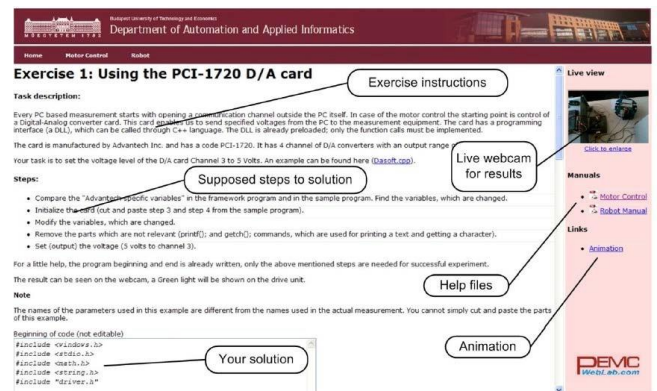 Budapest University of Technology and Economics
Department of Automation and Applied Informatics
MŰEGYETEM 1782
Home Motor Control Robot
Exercise 1: Using the PCI-1720 D/A card
Exercise instructions
Task description:
Every PC based measurement starts with opening a communication channel outside the PC itself. In case of the motor control the starting point is control of
a Digital-Analog converter card. This card enables us to send specified voltages from the PC to the measurement equipment. The card has a programming
interface (a DLL), which can be called through C++ language. The DLL is already preloaded; only the function calls must be implemented.
The card is manufactured by Advantech Inc. and has a code PCI-1720. It has 4 channel of D/A converters with an output range
Your task is to set the voltage level of the D/A card Channel 3 to 5 Volts. An example can be found here (Dasoft.cpp).
Steps:
Supposed steps to solution
• Compare the "Advantech specific variables" in the framework program and in the sample program. Find the variables, which are changed.
• Initialize the card (cut and paste step 3 and step 4 from the sample program).
• Modify the variables, which are changed.
• Remove the parts which are not relevant (printf(); and getch(); commands, which are used for printing a text and getting a character).
• Set (output) the voltage (5 volts to channel 3).
For a little help, the program beginning and end is already written, only the above mentioned steps are needed for successful experiment.
The result can be seen on the webcam, a Green light will be shown on the drive unit.
Note
The names of the parameters used in this example are different from the names used in the actual measurement. You cannot simply cut and paste the parts
of this example.
Beginning of code (not editable)
#include <windows.h>
#include <stdio.h>
#include <math.h>
#include <string.h>
#include "driver.h"
Your solution
Live view
Click to enlarge
Live webcam
for results
Manuals
• Motor Control
• Robot Manual
Links
• Animation
Help files
Animation
DEMC
WebLab.com